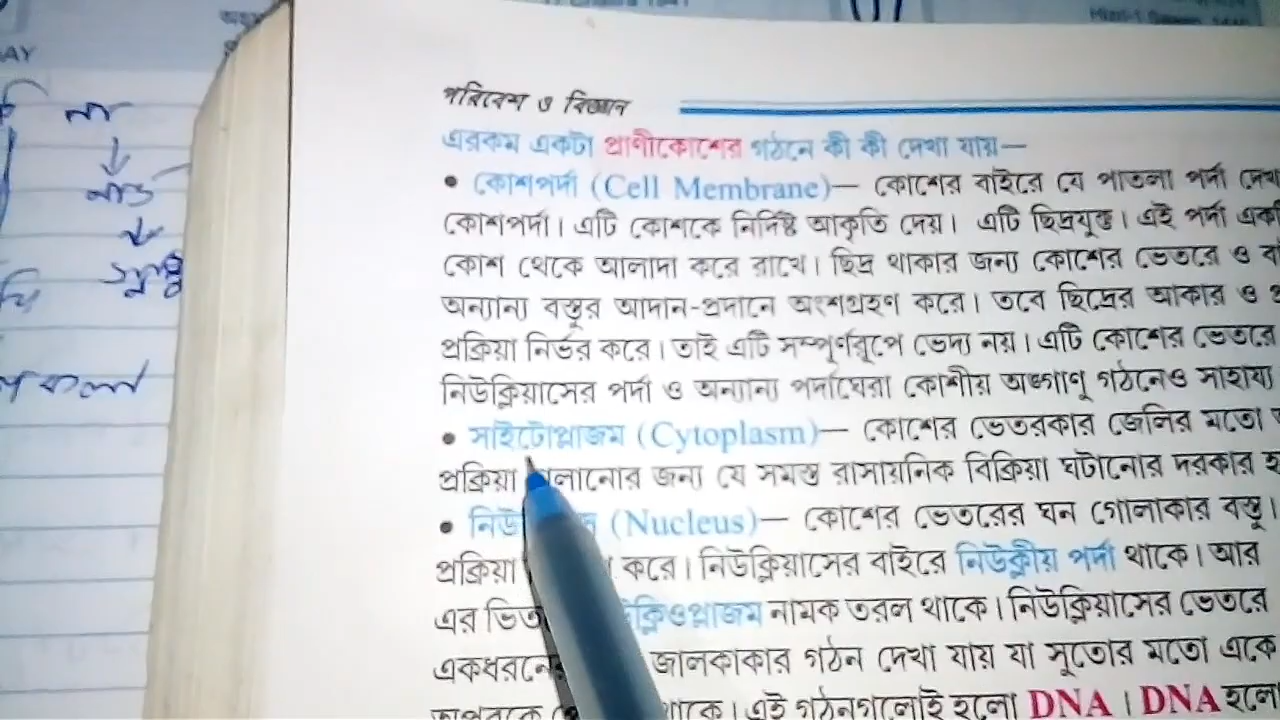 AY
পরিবেশ ও বিজ্ঞান
এরকম একটা প্রাণীকোশের গঠনে কী কী দেখা যায়—
• কোশপর্দা (Cell Membrane)— কোশের বাইরে যে পাতলা পর্দা
কোশপর্দা। এটি কোশকে নির্দিষ্ট আকৃতি দেয়। এটি ছিদ্রযুক্ত। এই পর্দা
কোশ থেকে আলাদা করে রাখে। ছিদ্র থাকার জন্য কোশের ভেতরে ও
অন্যান্য বস্তুর আদান-প্রদানে অংশগ্রহণ করে। তবে ছিদ্রের আকার ও
প্রক্রিয়া নির্ভর করে। তাই এটি সম্পূর্ণরূপে ভেদ্য নয়। এটি কোশের ভেতরে
নিউক্লিয়াসের পর্দা ও অন্যান্য পর্দাঘেরা কোশীয় অঙ্গাণু গঠনেও সাহায্য
• সাইটোপ্লাজম (Cytoplasm)— কোশের ভেতরকার জেলির মতো
প্রক্রিয়া চালানোর জন্য যে সমস্ত রাসায়নিক বিক্রিয়া ঘটানোর দরকার
• (Nucleus)— কোশের ভেতরের ঘন গোলাকার বস্তু।
প্রক্রিয়া করে। নিউক্লিয়াসের বাইরে নিউক্লীয় পর্দা থাকে। আর
এর নামক তরল থাকে। নিউক্লিয়াসের ভেতরে
জালকাকার গঠন দেখা যায় যা সুতোর মতো একে
থাকে। এই গঠনগুলোই হলো DNA । DNA হলো